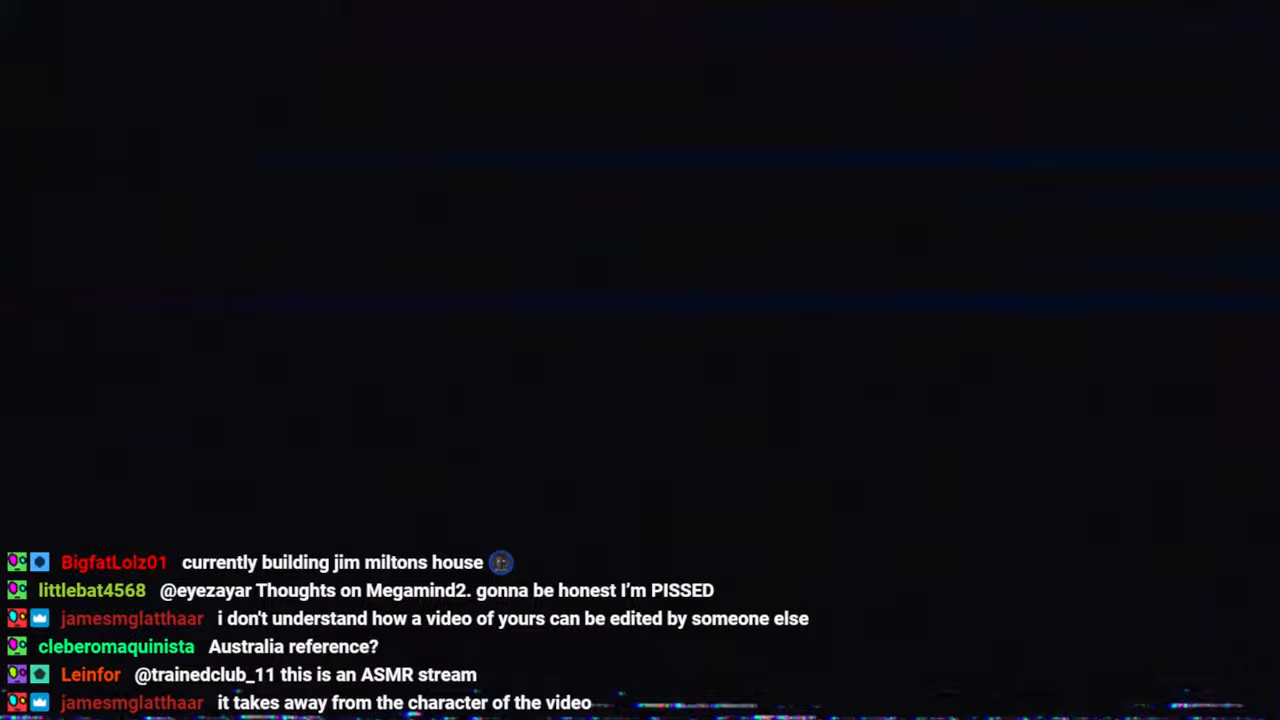 BigfatLolz01 currently building jim miltons house
littlebat4568 @eyezayar Thoughts on Megamind2. gonna be honest I’m PISSED
jamesmglatthaar i don't understand how a video of yours can be edited by someone else
cleberomaquinista Australia reference?
Leinfor @trainedclub_11 this is an ASMR stream
jamesmglatthaar it takes away from the character of the video